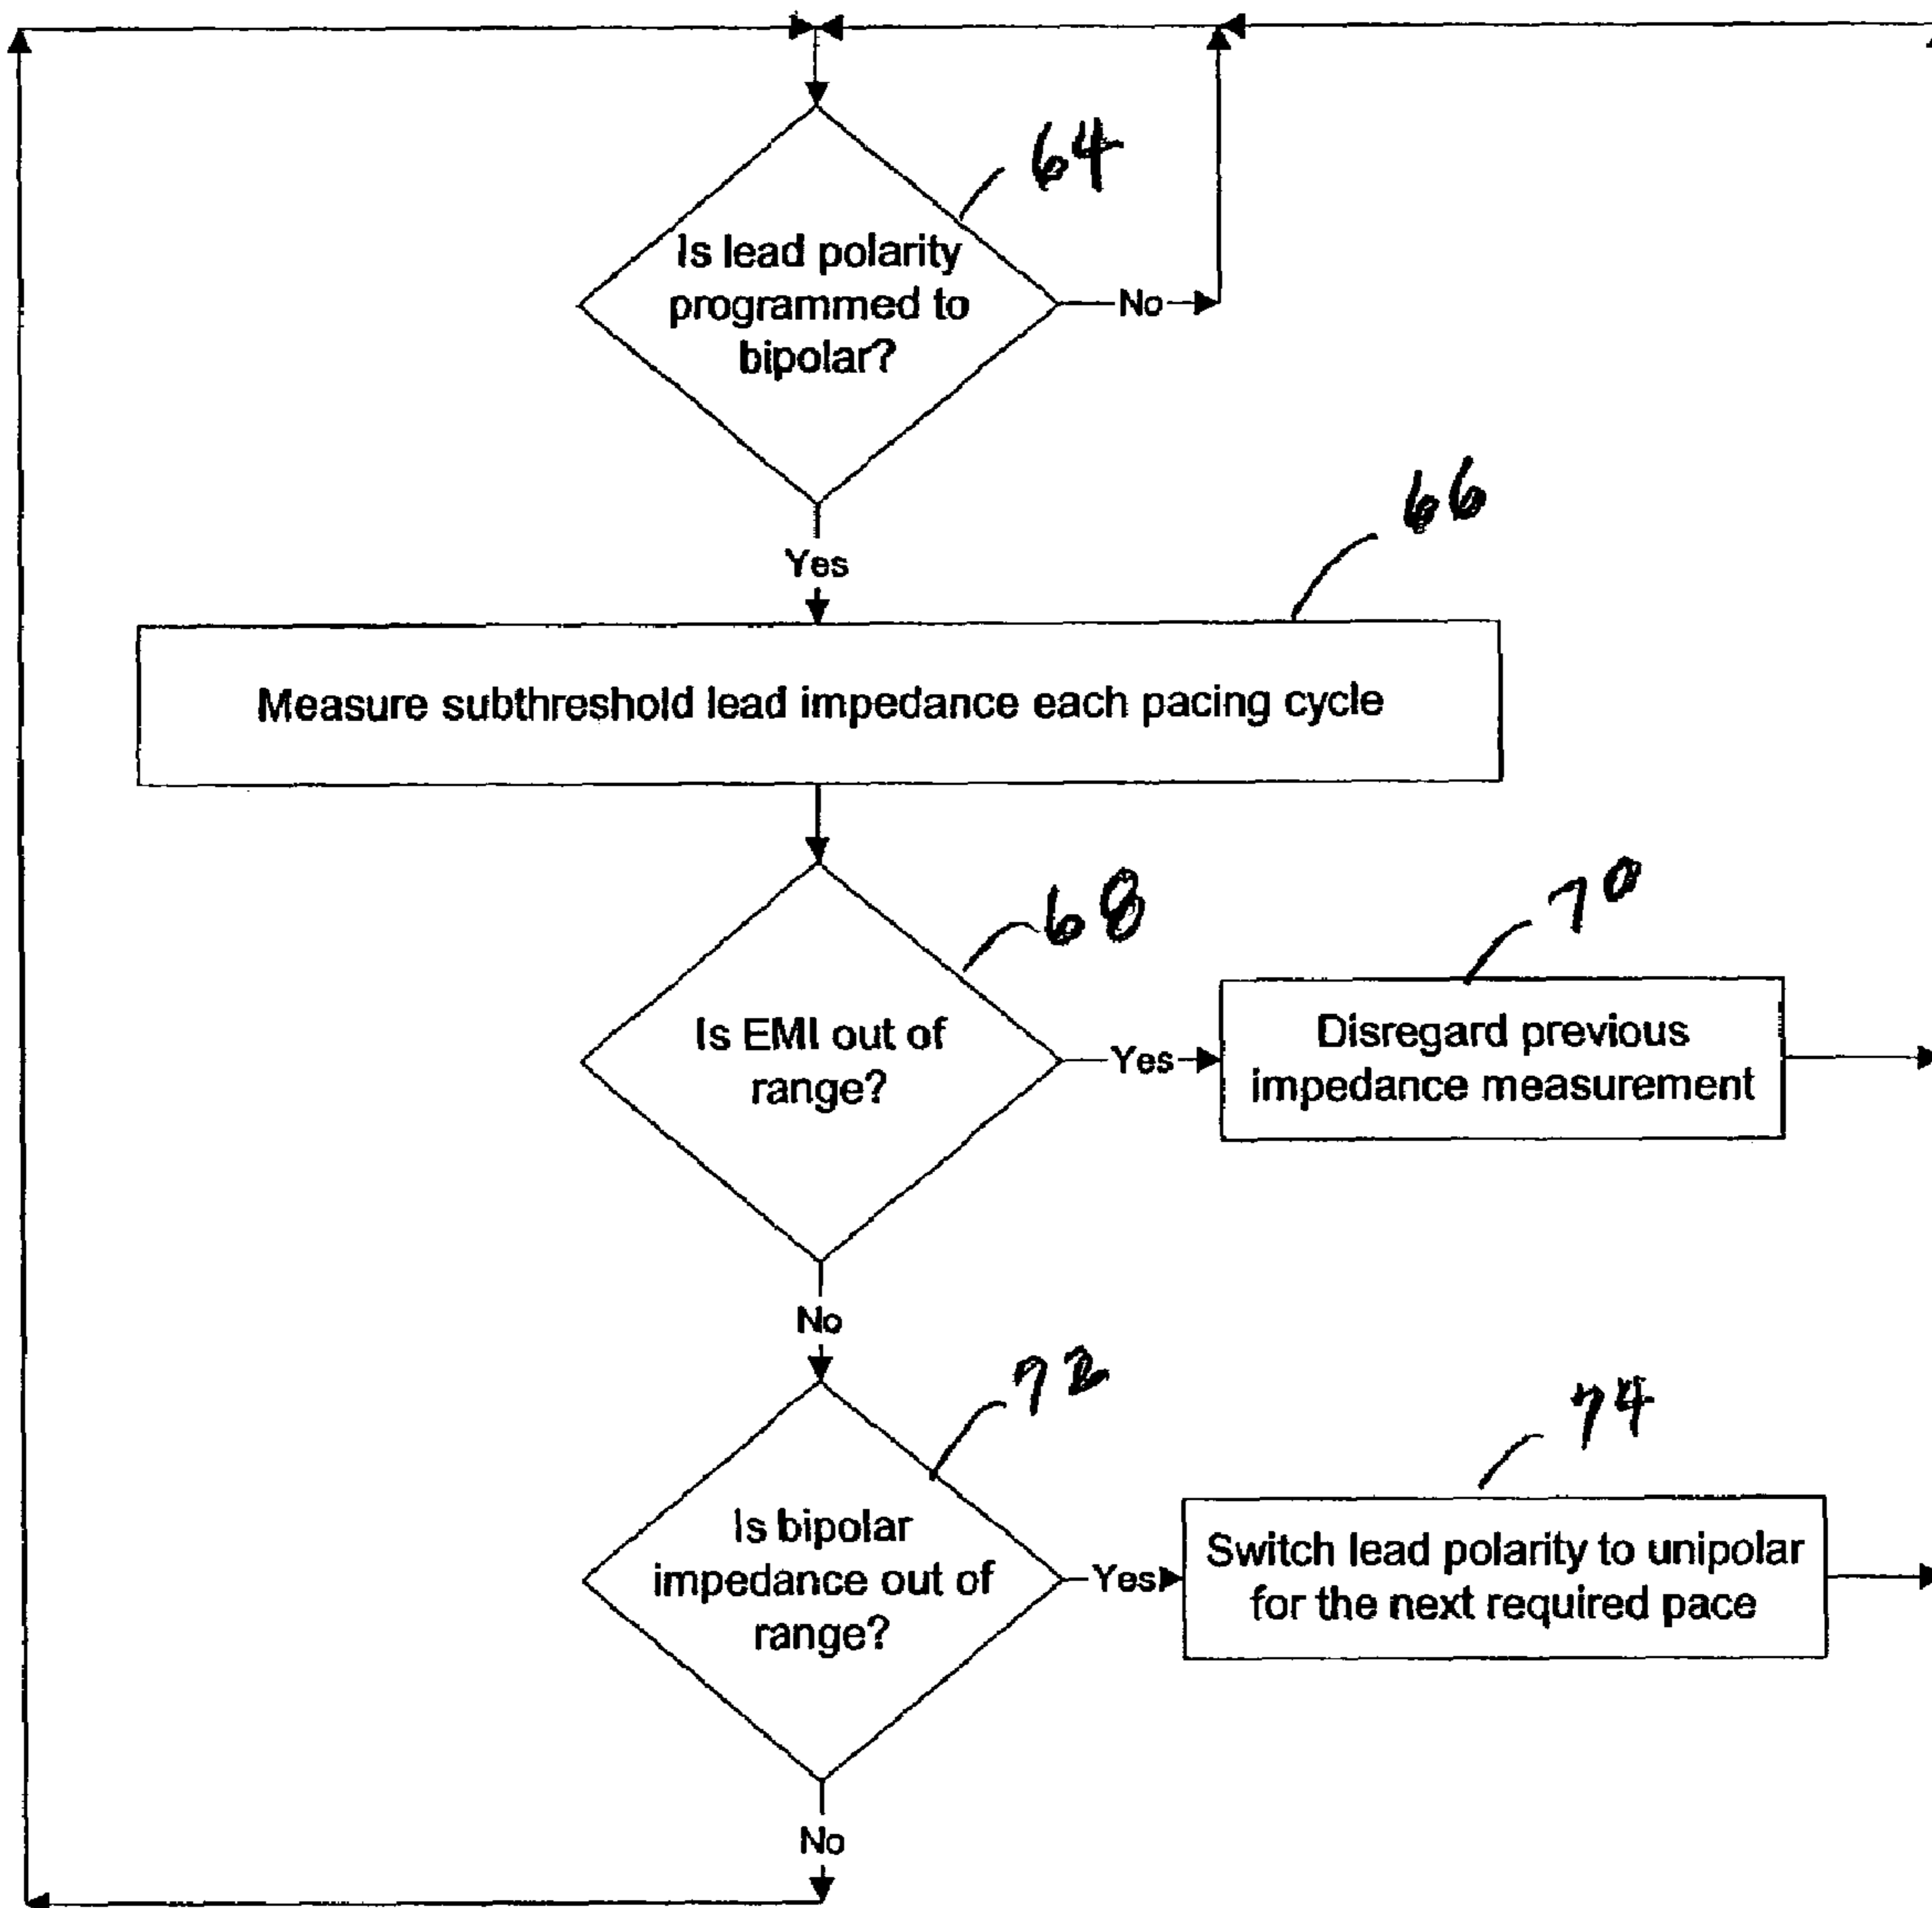 64
Is lead polarity
programmed to
bipolar?
No
Yes
66
Measure subthreshold lead impedance each pacing cycle
68
Is EMI out of
range?
Yes
70
Disregard previous
impedance measurement
No
72
Is bipolar
impedance out of
range?
Yes
74
Switch lead polarity to unipolar
for the next required pace
No